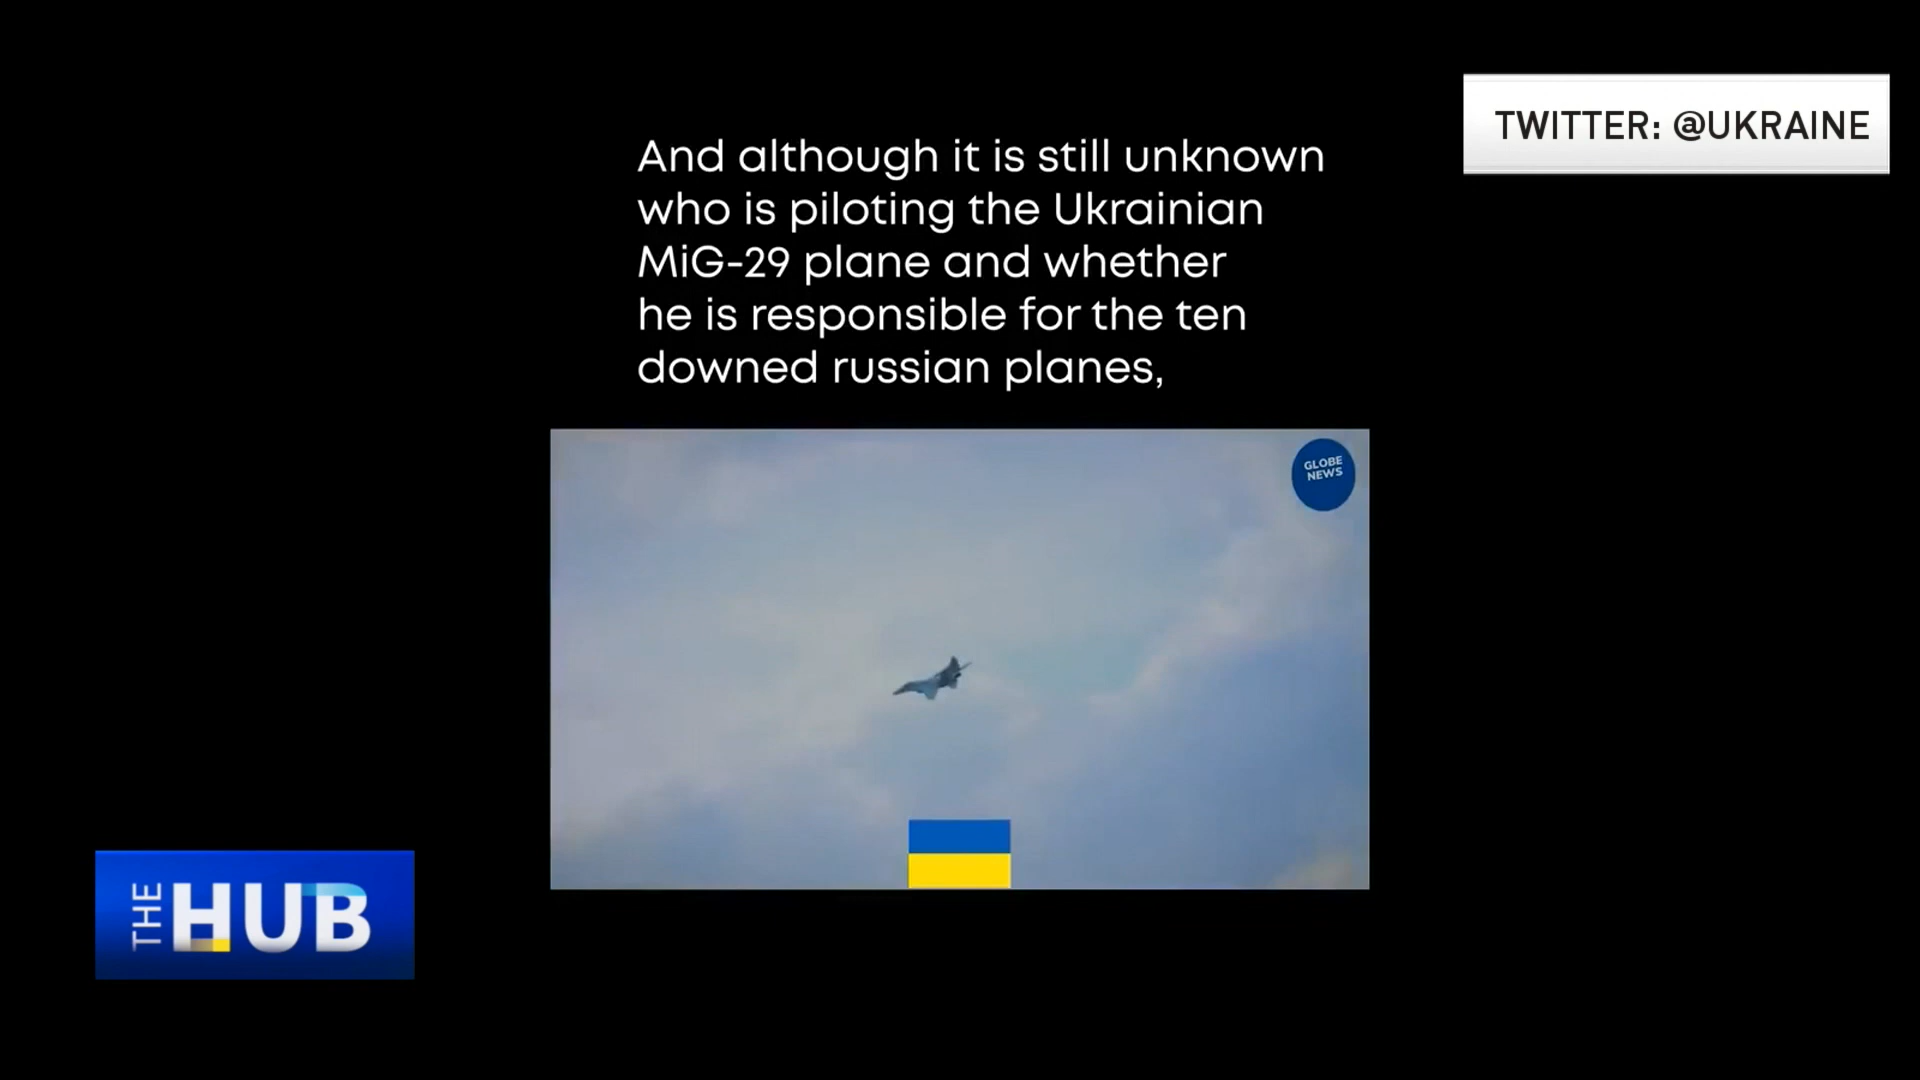 TWITTER: @UKRAINE
And although it is still unknown
who is piloting the Ukrainian
MiG-29 plane and whether
he is responsible for the ten
downed russian planes,
GLOBE
NEWS
THE HUB